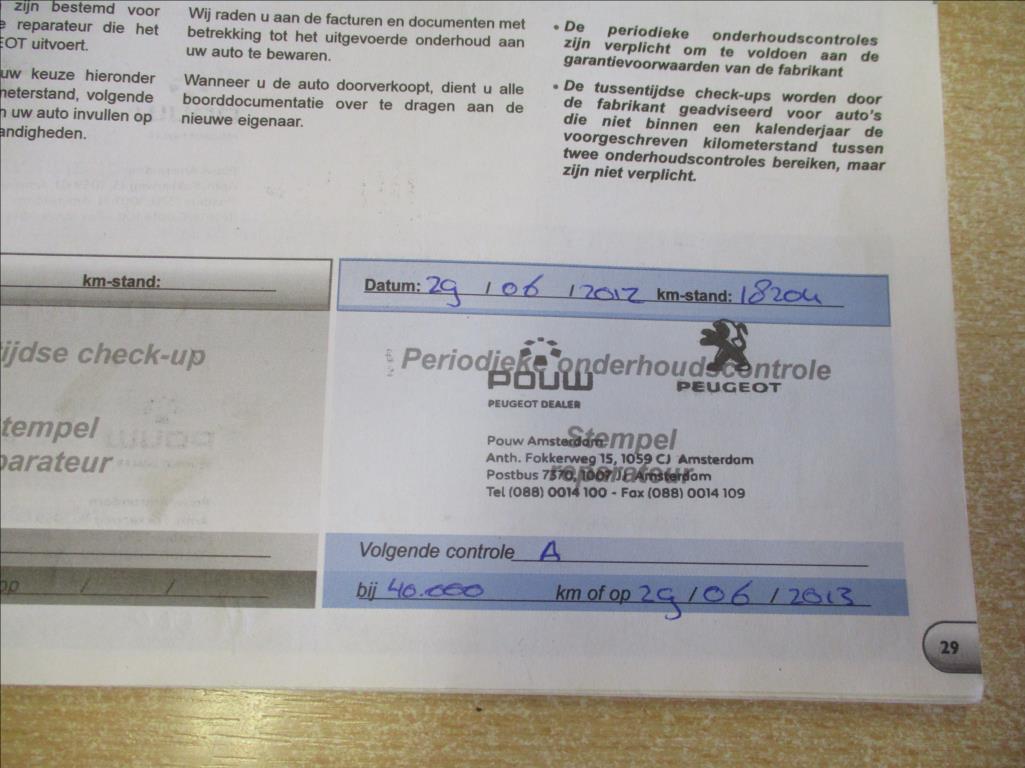 zijn bestemd voor
reparateur die het
EOT uitvoert.
uw keuze hieronder
meterstand, volgende
n uw auto invullen op
andigheden.
Wij raden u aan de facturen en documenten met
betrekking tot het uitgevoerde onderhoud aan
uw auto te bewaren.
Wanneer u de auto doorverkoopt, dient u alle
boorddocumentatie over te dragen aan de
nieuwe eigenaar.
• De periodieke onderhoudscontroles
zijn verplicht om te voldoen aan de
garantievoorwaarden van de fabrikant
• De tussentijdse check-ups worden door
de fabrikant geadviseerd voor auto's
die niet binnen een kalenderjaar de
voorgeschreven kilometerstand tussen
twee onderhoudscontroles bereiken, maar
zijn niet verplicht.
km-stand:
ijdse check-up
tempel
parateur
op / /
Datum: 29 / 06 / 2012 km-stand: 18204
Periodieke onderhoudscontrole
POUW
PEUGEOT DEALER
PEUGEOT
Stempel
reparateur
Pouw Amsterdam
Anth. Fokkerweg 15, 1059 CJ Amsterdam
Postbus 7370, 1007 JJ Amsterdam
Tel (088) 0014 100 - Fax (088) 0014 109
Volgende controle A
bij 40.000 km of op 29 / 06 / 2013
29